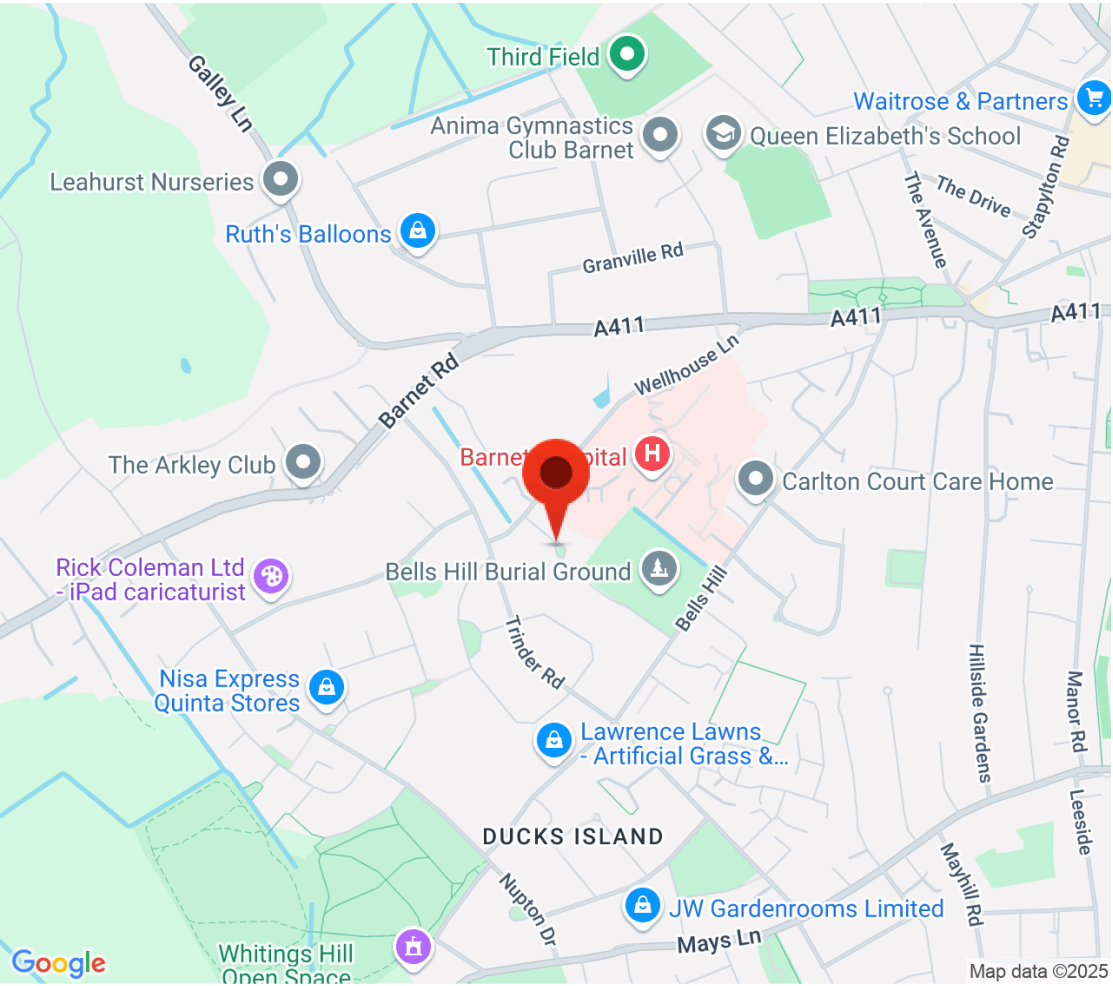 Third Field
Galley Ln
Waitrose & Partners
Anima Gymnastics
Club Barnet
Queen Elizabeth's School
Stapylton Rd
Leahurst Nurseries
The Drive
The Avenue
Ruth's Balloons
Granville Rd
A411
A411
A411
Wellhouse Ln
Barnet Rd
The Arkley Club
H
Carlton Court Care Home
Rick Coleman Ltd
- iPad caricaturist
Bells Hill Burial Ground
Bells Hill
Trinder Rd
Nisa Express
Quinta Stores
Hillside Gardens
Manor Rd
Lawrence Lawns
- Artificial Grass &...
Leeside
DUCKS ISLAND
Mayhill Rd
Nupton Dr
JW Gardenrooms Limited
Mays Ln
Whitings Hill
Open Space
Google
Map data ©2025